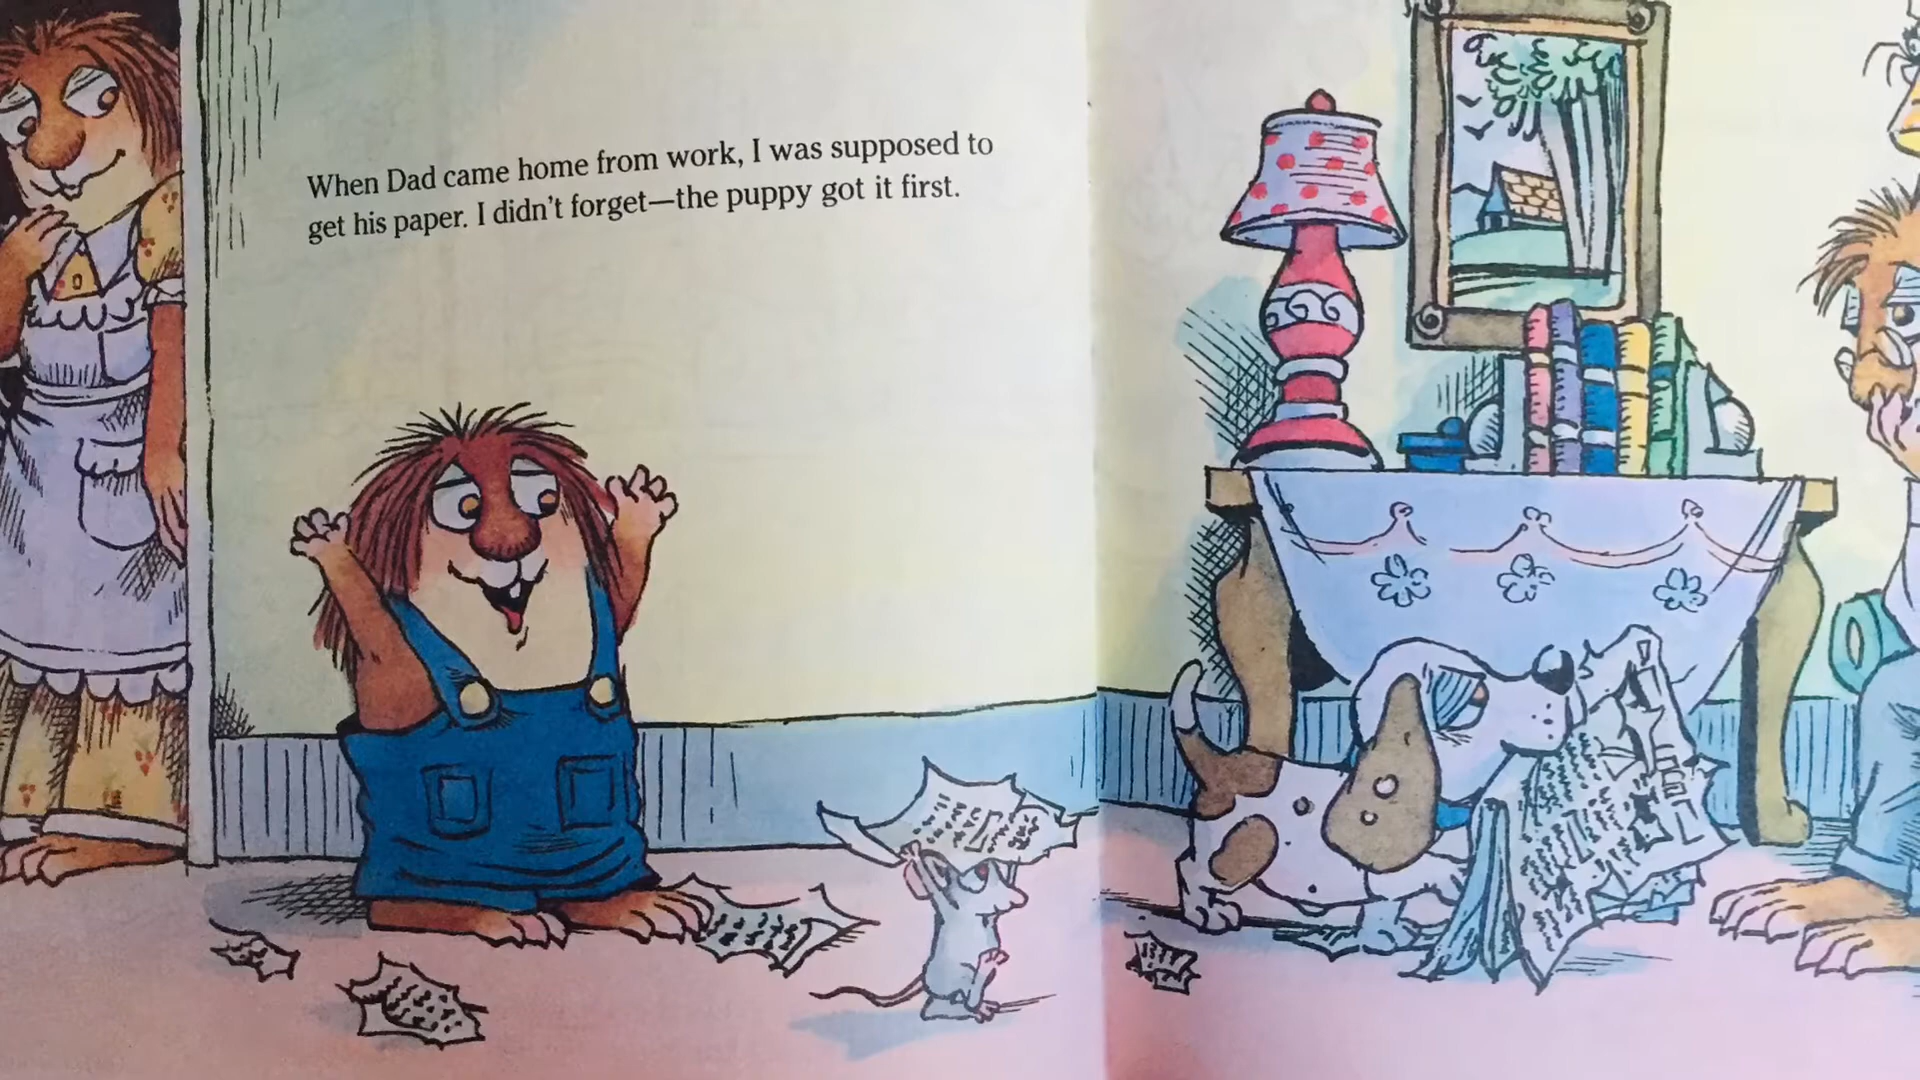 When Dad came home from work, I was supposed to
get his paper. I didn't forget—the puppy got it first.